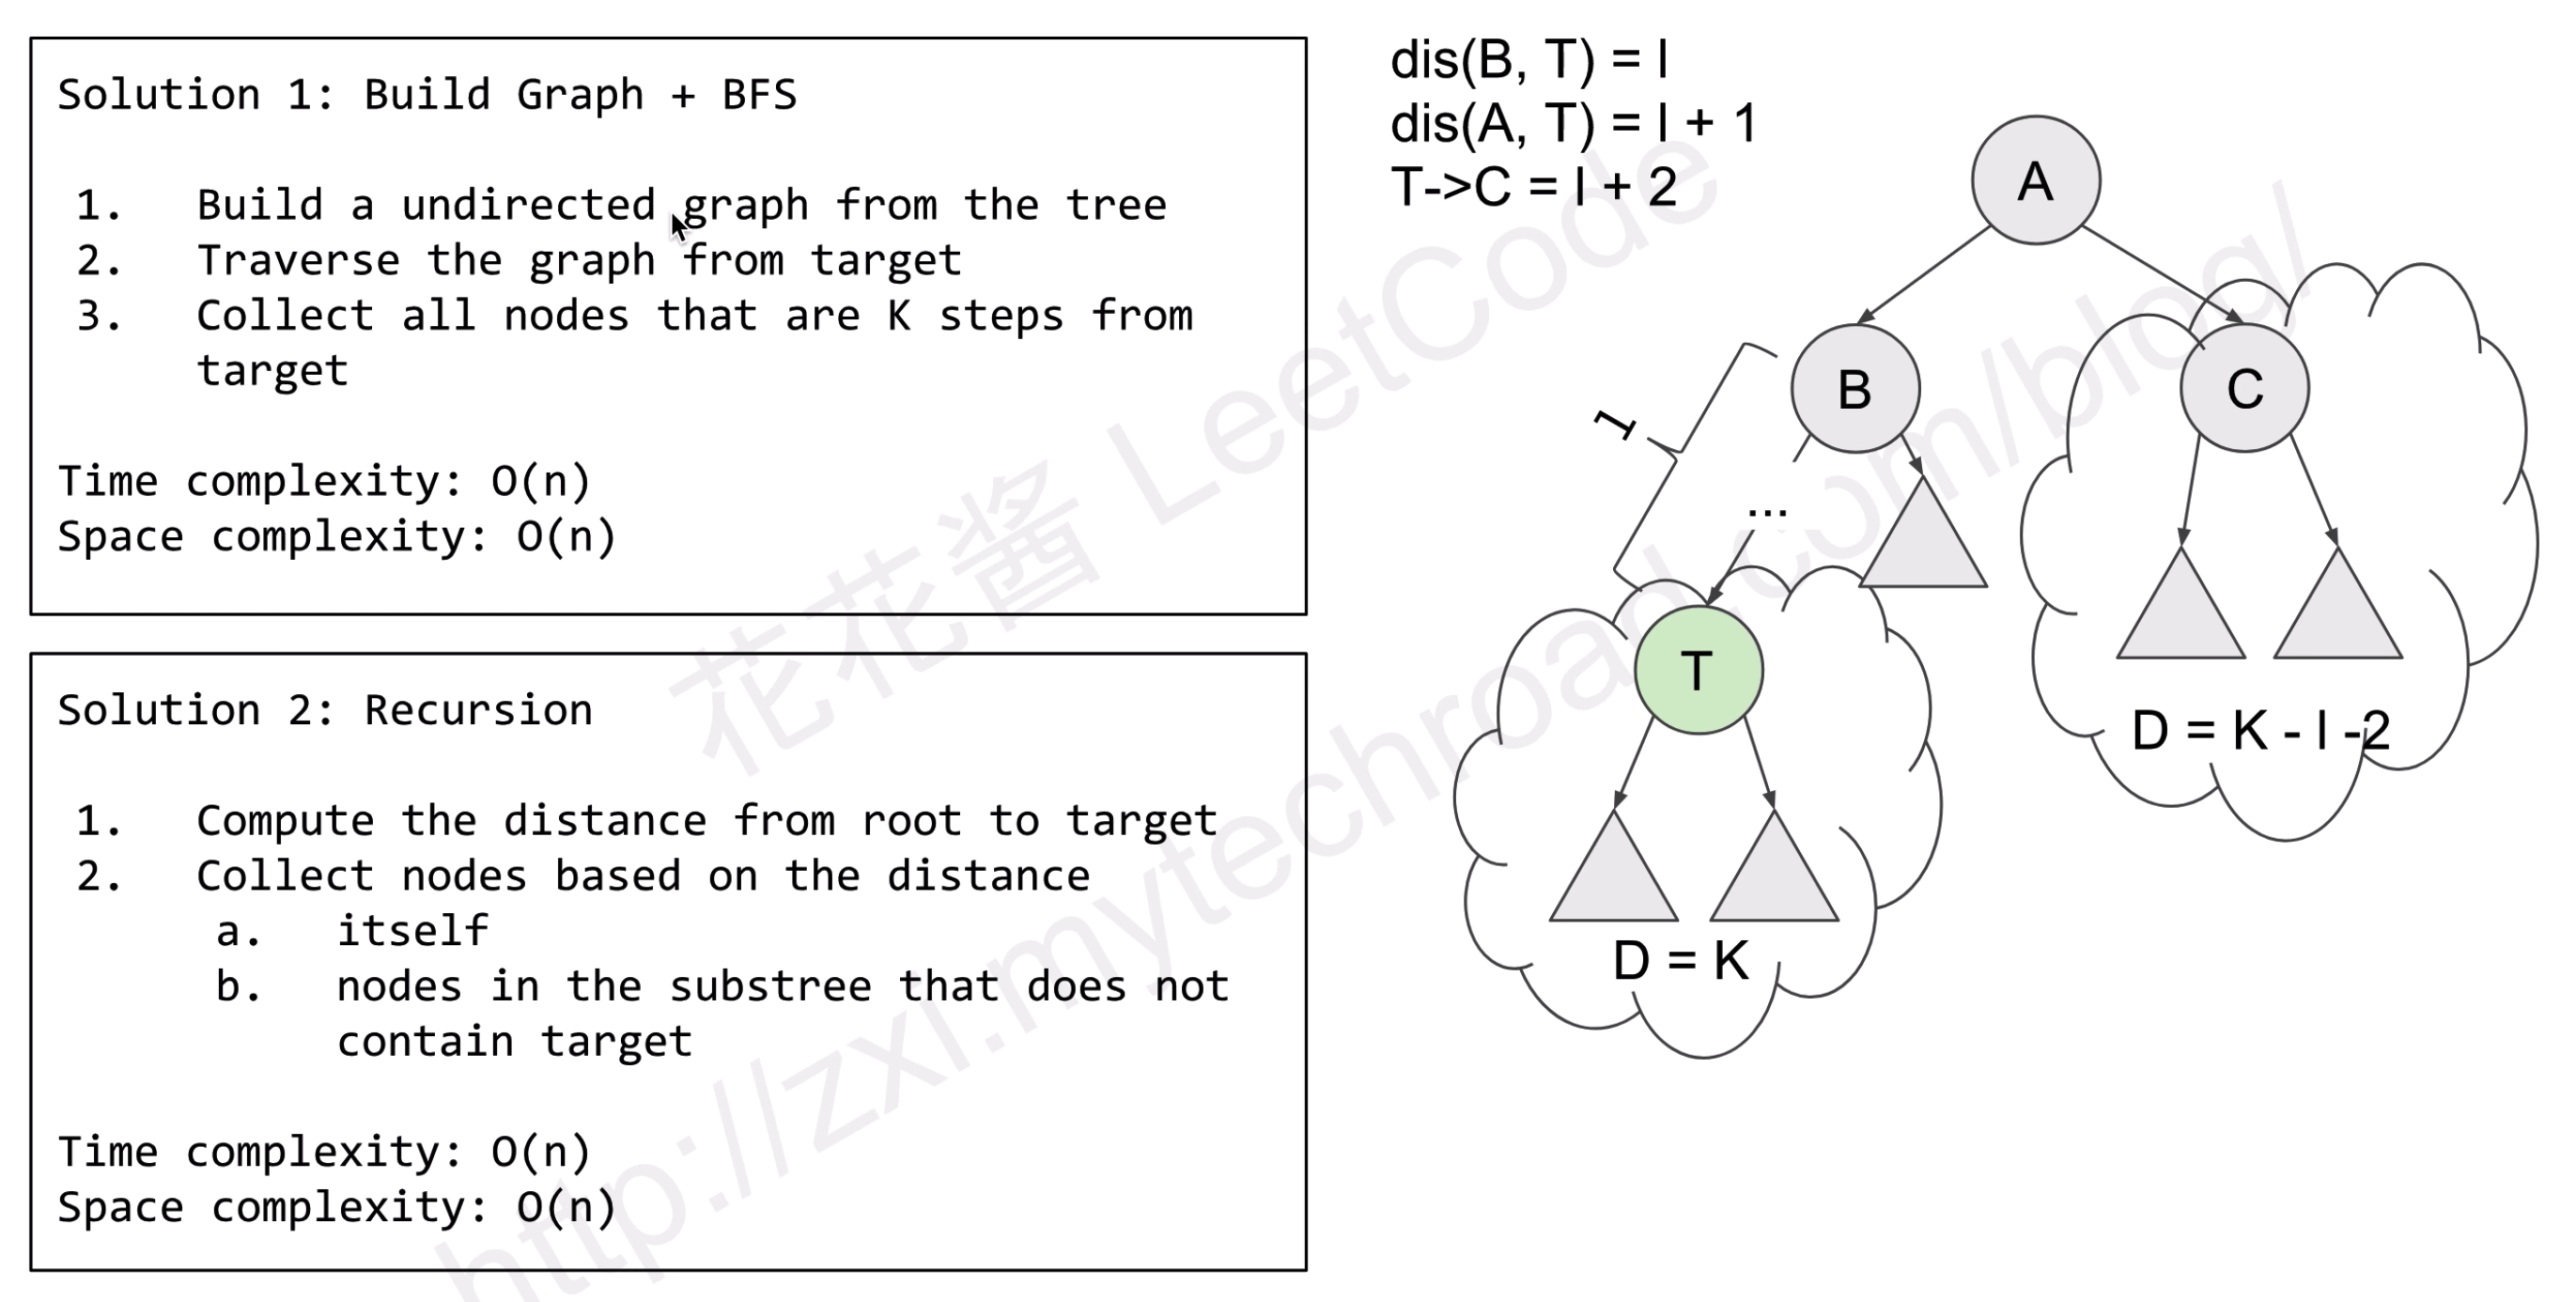 Solution 1: Build Graph + BFS
1. Build a undirected graph from the tree
2. Traverse the graph from target
3. Collect all nodes that are K steps from
target
Time complexity: O(n)
Space complexity: O(n)
Solution 2: Recursion
1. Compute the distance from root to target
2. Collect nodes based on the distance
a. itself
b. nodes in the substree that does not
contain target
Time complexity: O(n)
Space complexity: O(n)
dis(B, T) = l
dis(A, T) = l + 1
T->C = l + 2
A
B
C
1
...
T
D = K - l -2
D = K
花花酱 LeetCode
http://zxi.mytechroad.com/blog/